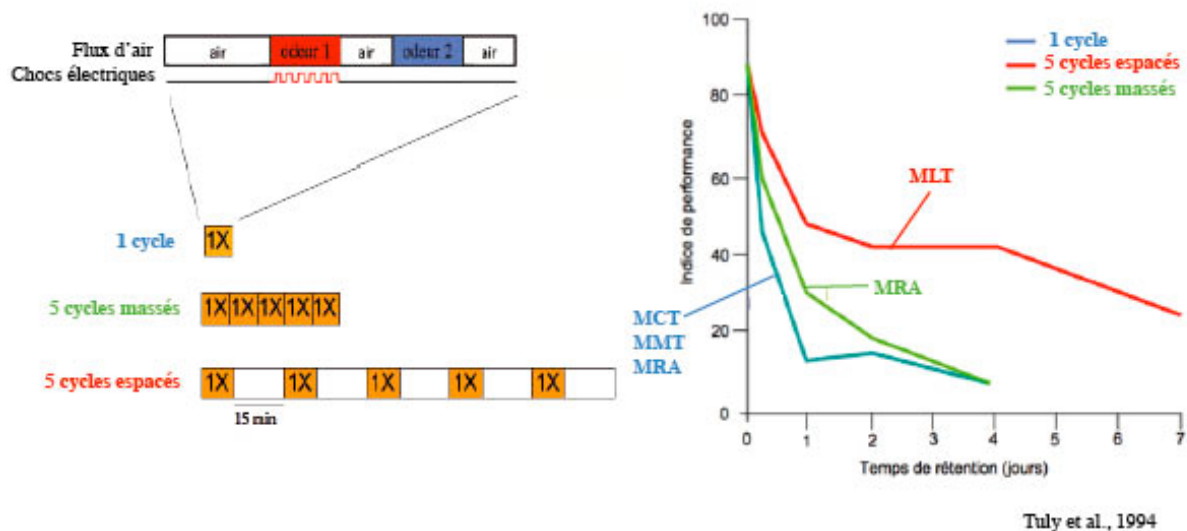 Flux d'air
air odeur 1 air odeur 2 air
Chocs électriques
1 cycle
1X
5 cycles massés
1X 1X 1X 1X 1X
5 cycles espacés
1X 1X 1X 1X 1X
15 min
1 cycle
5 cycles espacés
5 cycles massés
Indice de performance
100
80
60
40
20
0
MLT
MRA
MCT
MMT
MRA
0 1 2 3 4 5 6 7
Temps de rétention (jours)
Tuly et al., 1994